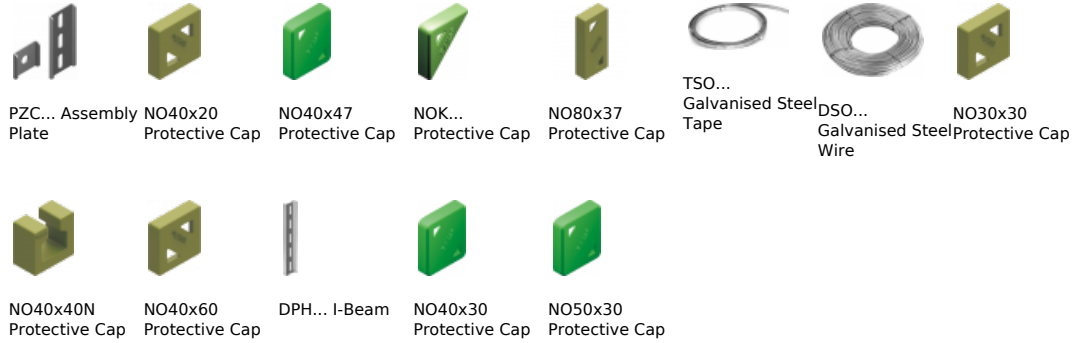 PZC... Assembly
Plate
NO40x20
Protective Cap
NO40x47
Protective Cap
NOK...
Protective Cap
NO80x37
Protective Cap
TSO...
Galvanised Steel
Tape
DSO...
Galvanised Steel
Wire
NO30x30
Protective Cap
NO40x40N
Protective Cap
NO40x60
Protective Cap
DPH... I-Beam
NO40x30
Protective Cap
NO50x30
Protective Cap